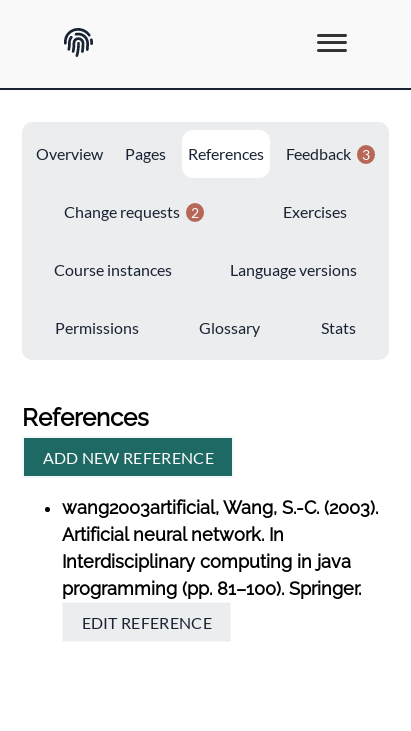 Overview Pages References Feedback 3
Change requests 2 Exercises
Course instances Language versions
Permissions Glossary Stats
References
ADD NEW REFERENCE
wang2003artificial, Wang, S.-C. (2003).
Artificial neural network. In
Interdisciplinary computing in java
programming (pp. 81–100). Springer.
EDIT REFERENCE